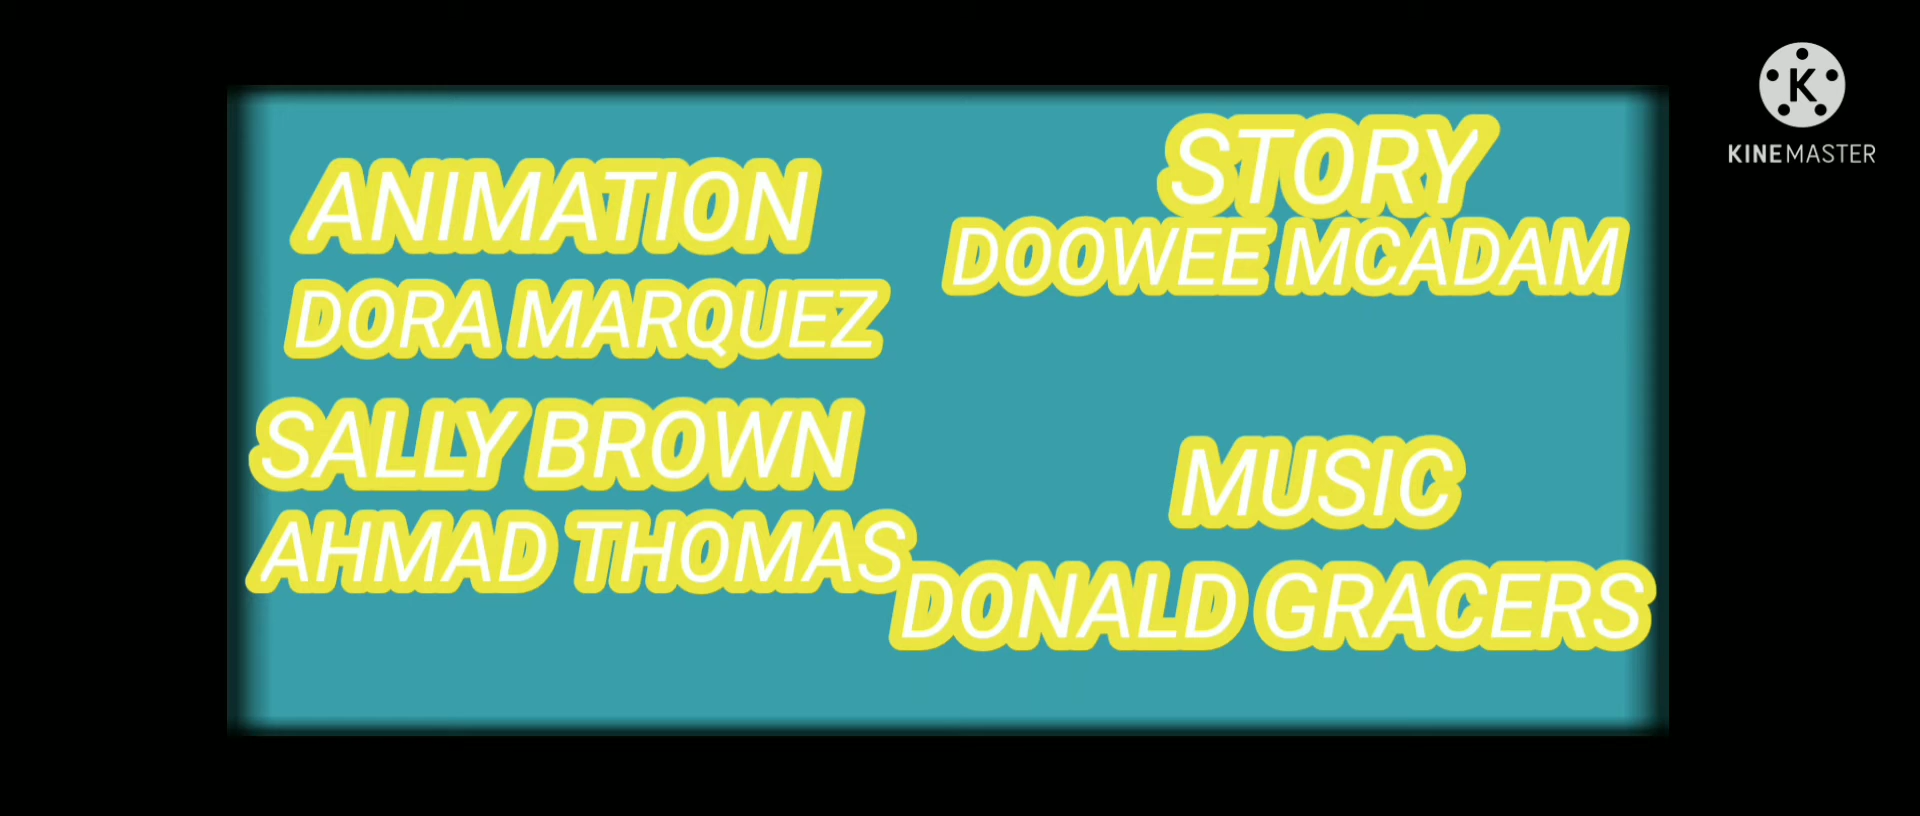 ANIMATION
DORA MARQUEZ
SALLY BROWN
AHMAD THOMAS
STORY
DOOWEE MCADAM
MUSIC
DONALD GRACERS
K
KINEMASTER